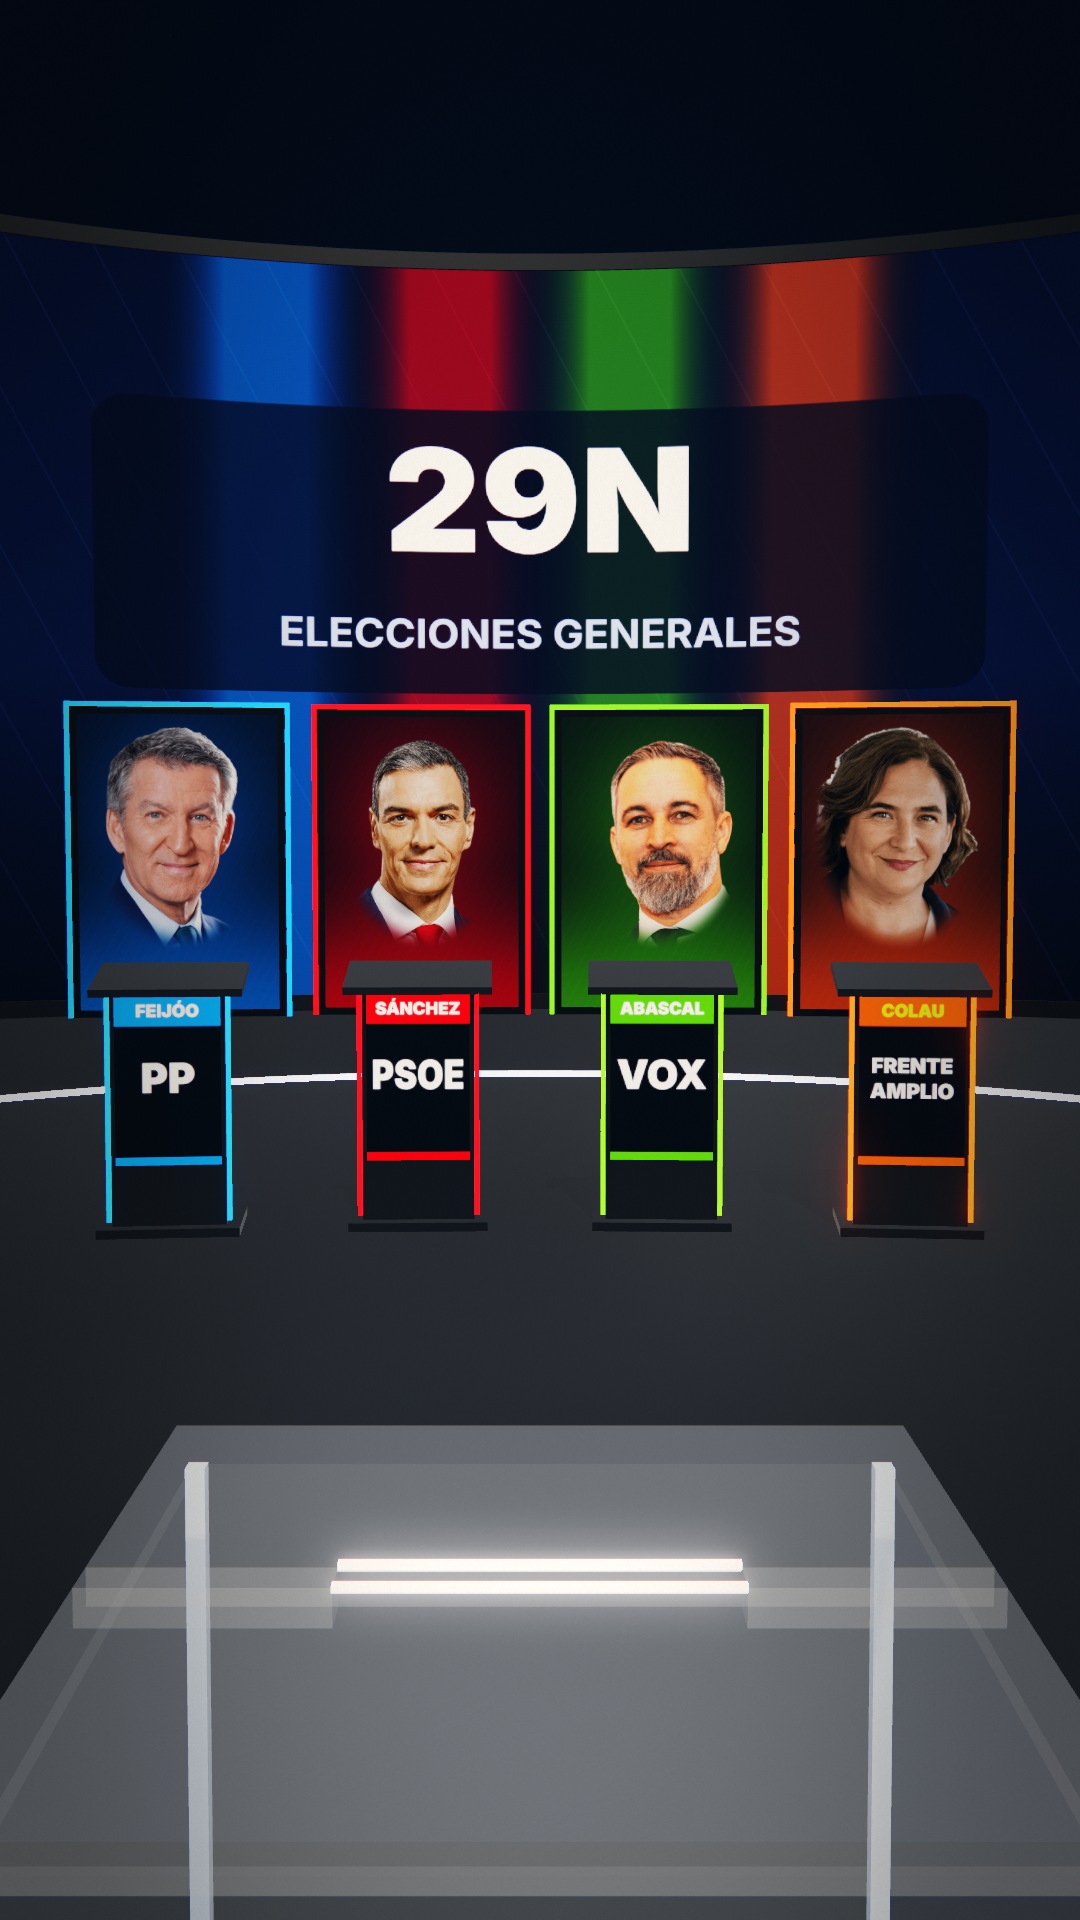 29N
ELECCIONES GENERALES
FEIJÓO
SÁNCHEZ
ABASCAL
COLAU
PP
PSOE
VOX
FRENTE
AMPLIO